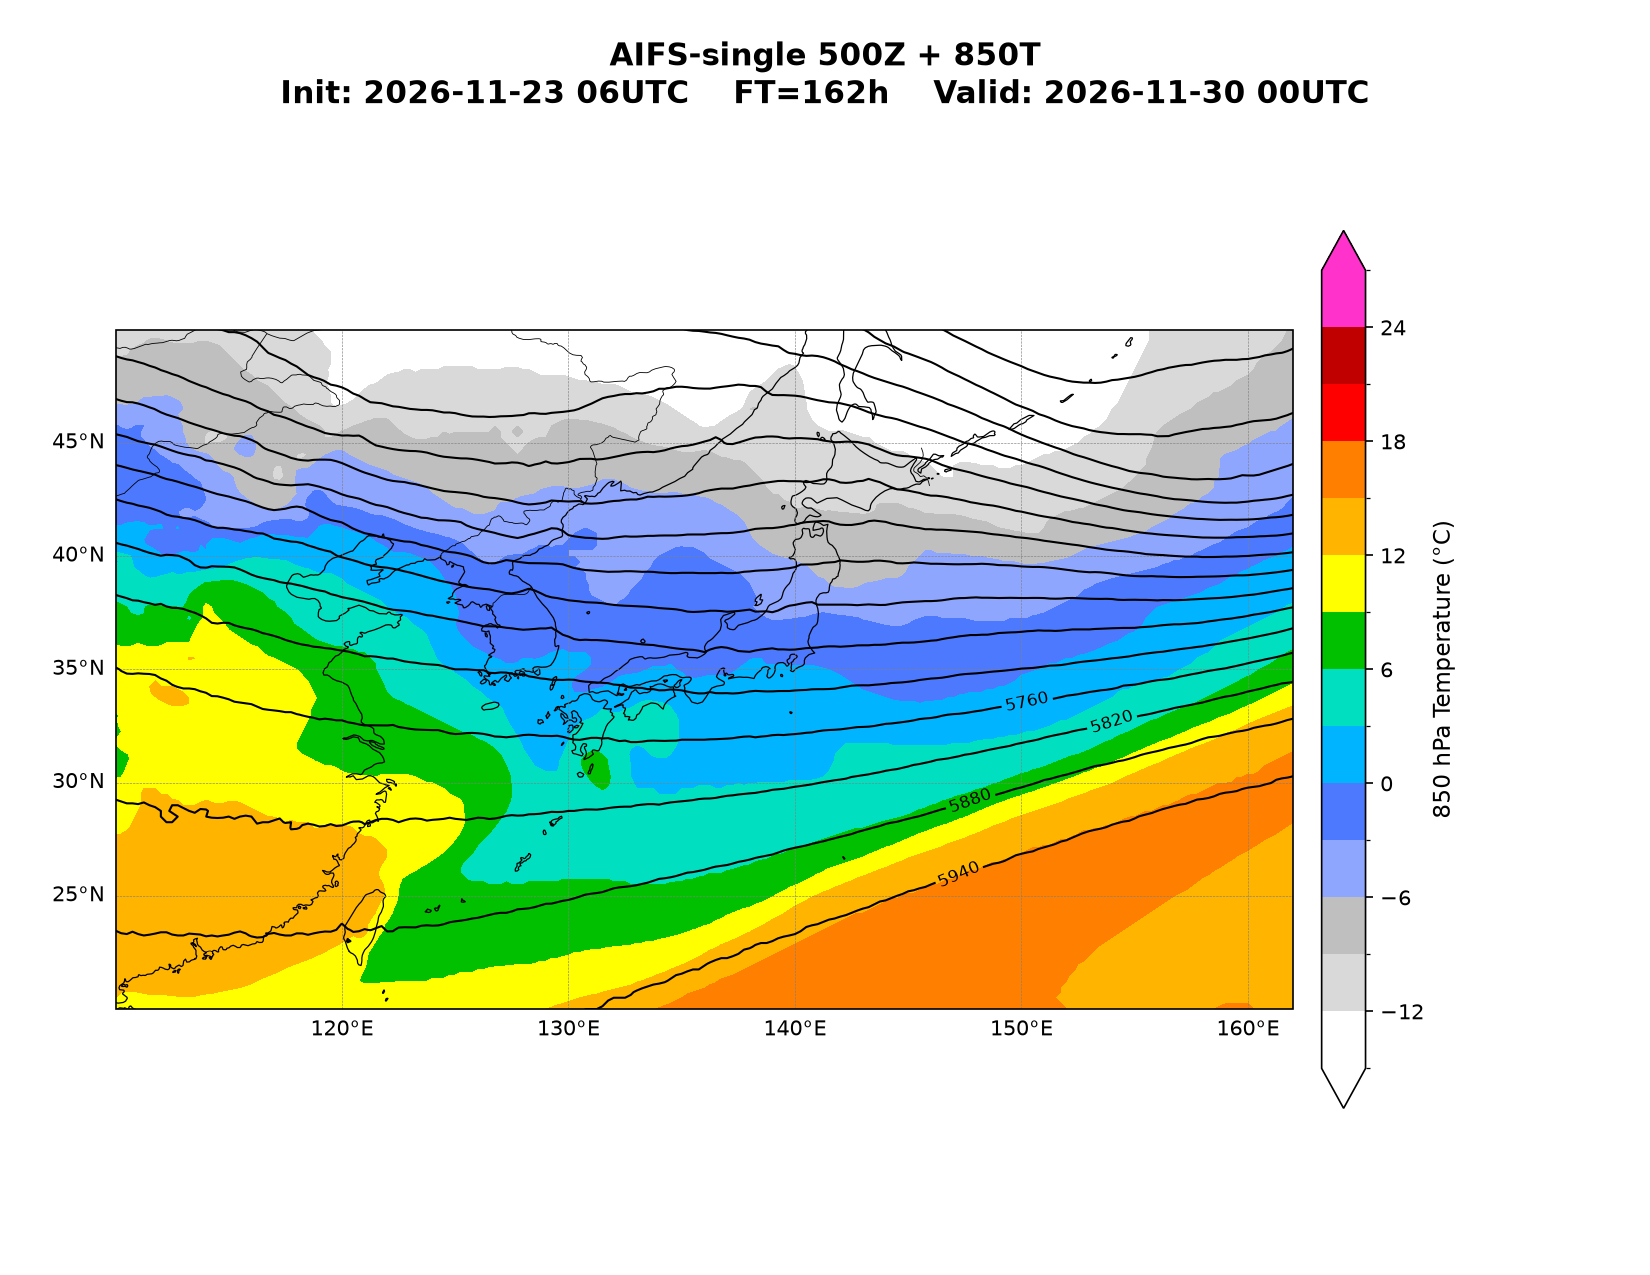 AIFS-single 500Z + 850T
Init: 2026-11-23 06UTC    FT=162h    Valid: 2026-11-30 00UTC
24
18
12
6
0
−6
−12
850 hPa Temperature (°C)
45°N
40°N
35°N
30°N
25°N
5760
5820
5880
5940
120°E
130°E
140°E
150°E
160°E